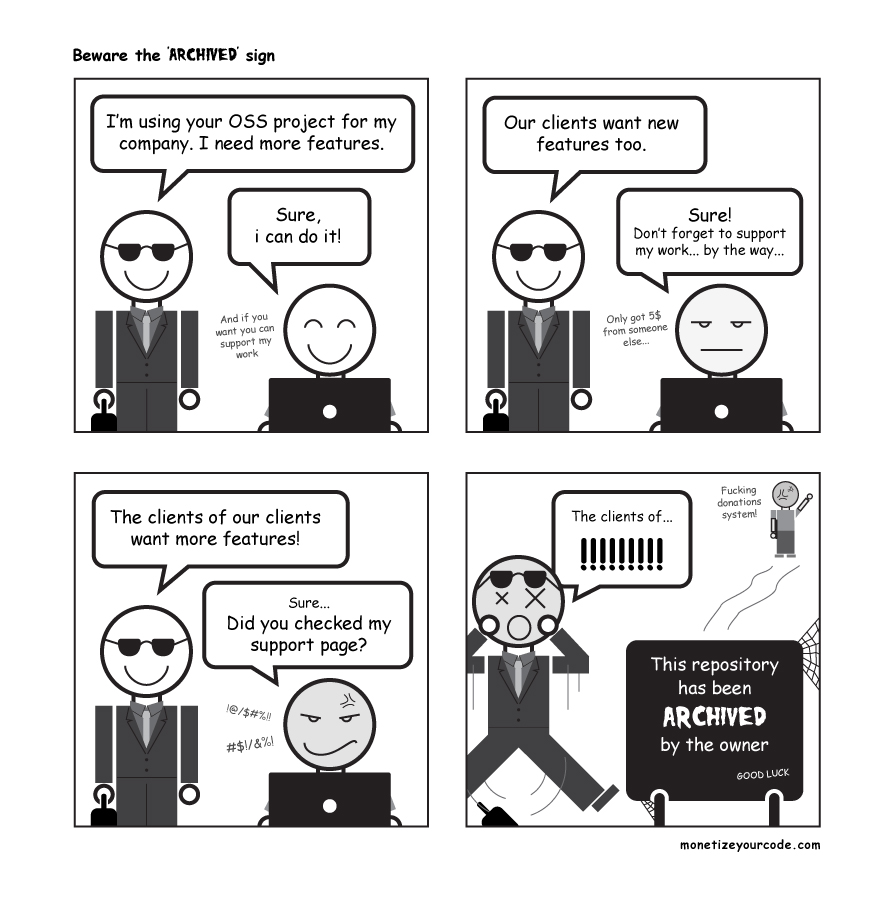 Beware the 'ARCHIVED' sign
I'm using your OSS project for my
company. I need more features.
Sure,
i can do it!
And if you
want you can
support my
work
Our clients want new
features too.
Sure!
Don't forget to support
my work... by the way...
Only got 5$
from someone
else...
The clients of our clients
want more features!
Sure...
Did you checked my
support page?
!@/$#%!!
#$!/&%!
The clients of...
!!!!!!!!!
Fucking
donations
system!
This repository
has been
ARCHIVED
by the owner
GOOD LUCK
monetizeyourcode.com